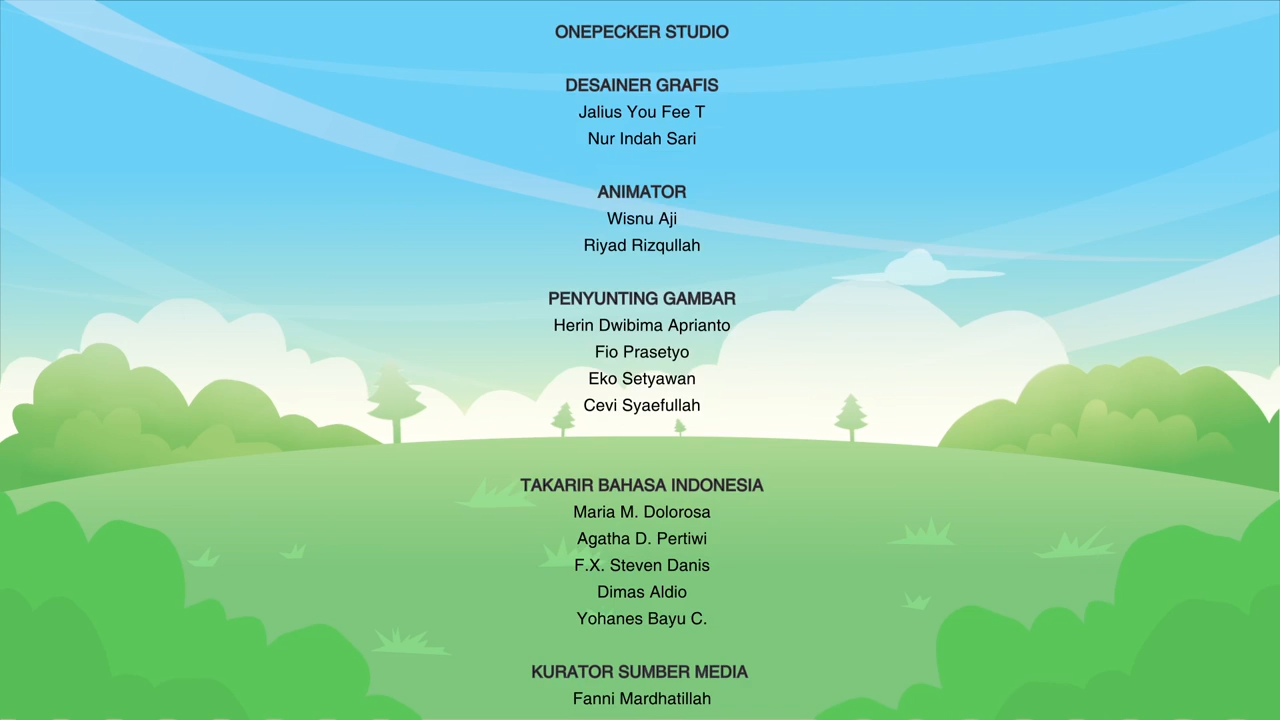 ONEPECKER STUDIO
DESAINER GRAFIS
Jalius You Fee T
Nur Indah Sari
ANIMATOR
Wisnu Aji
Riyad Rizqullah
PENYUNTING GAMBAR
Herin Dwibima Aprianto
Fio Prasetyo
Eko Setyawan
Cevi Syaefullah
TAKARIR BAHASA INDONESIA
Maria M. Dolorosa
Agatha D. Pertiwi
F.X. Steven Danis
Dimas Aldio
Yohanes Bayu C.
KURATOR SUMBER MEDIA
Fanni Mardhatillah